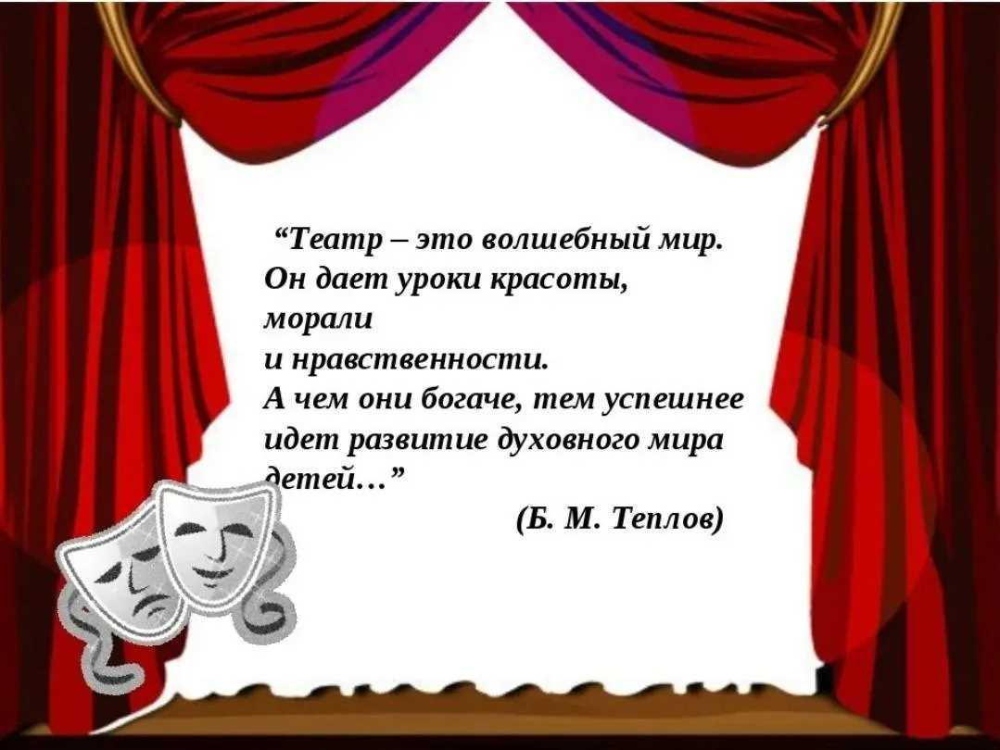 “Театр – это волшебный мир.
Он дает уроки красоты,
морали
и нравственности.
А чем они богаче, тем успешнее
идет развитие духовного мира
детей…”
(Б. М. Теплов)